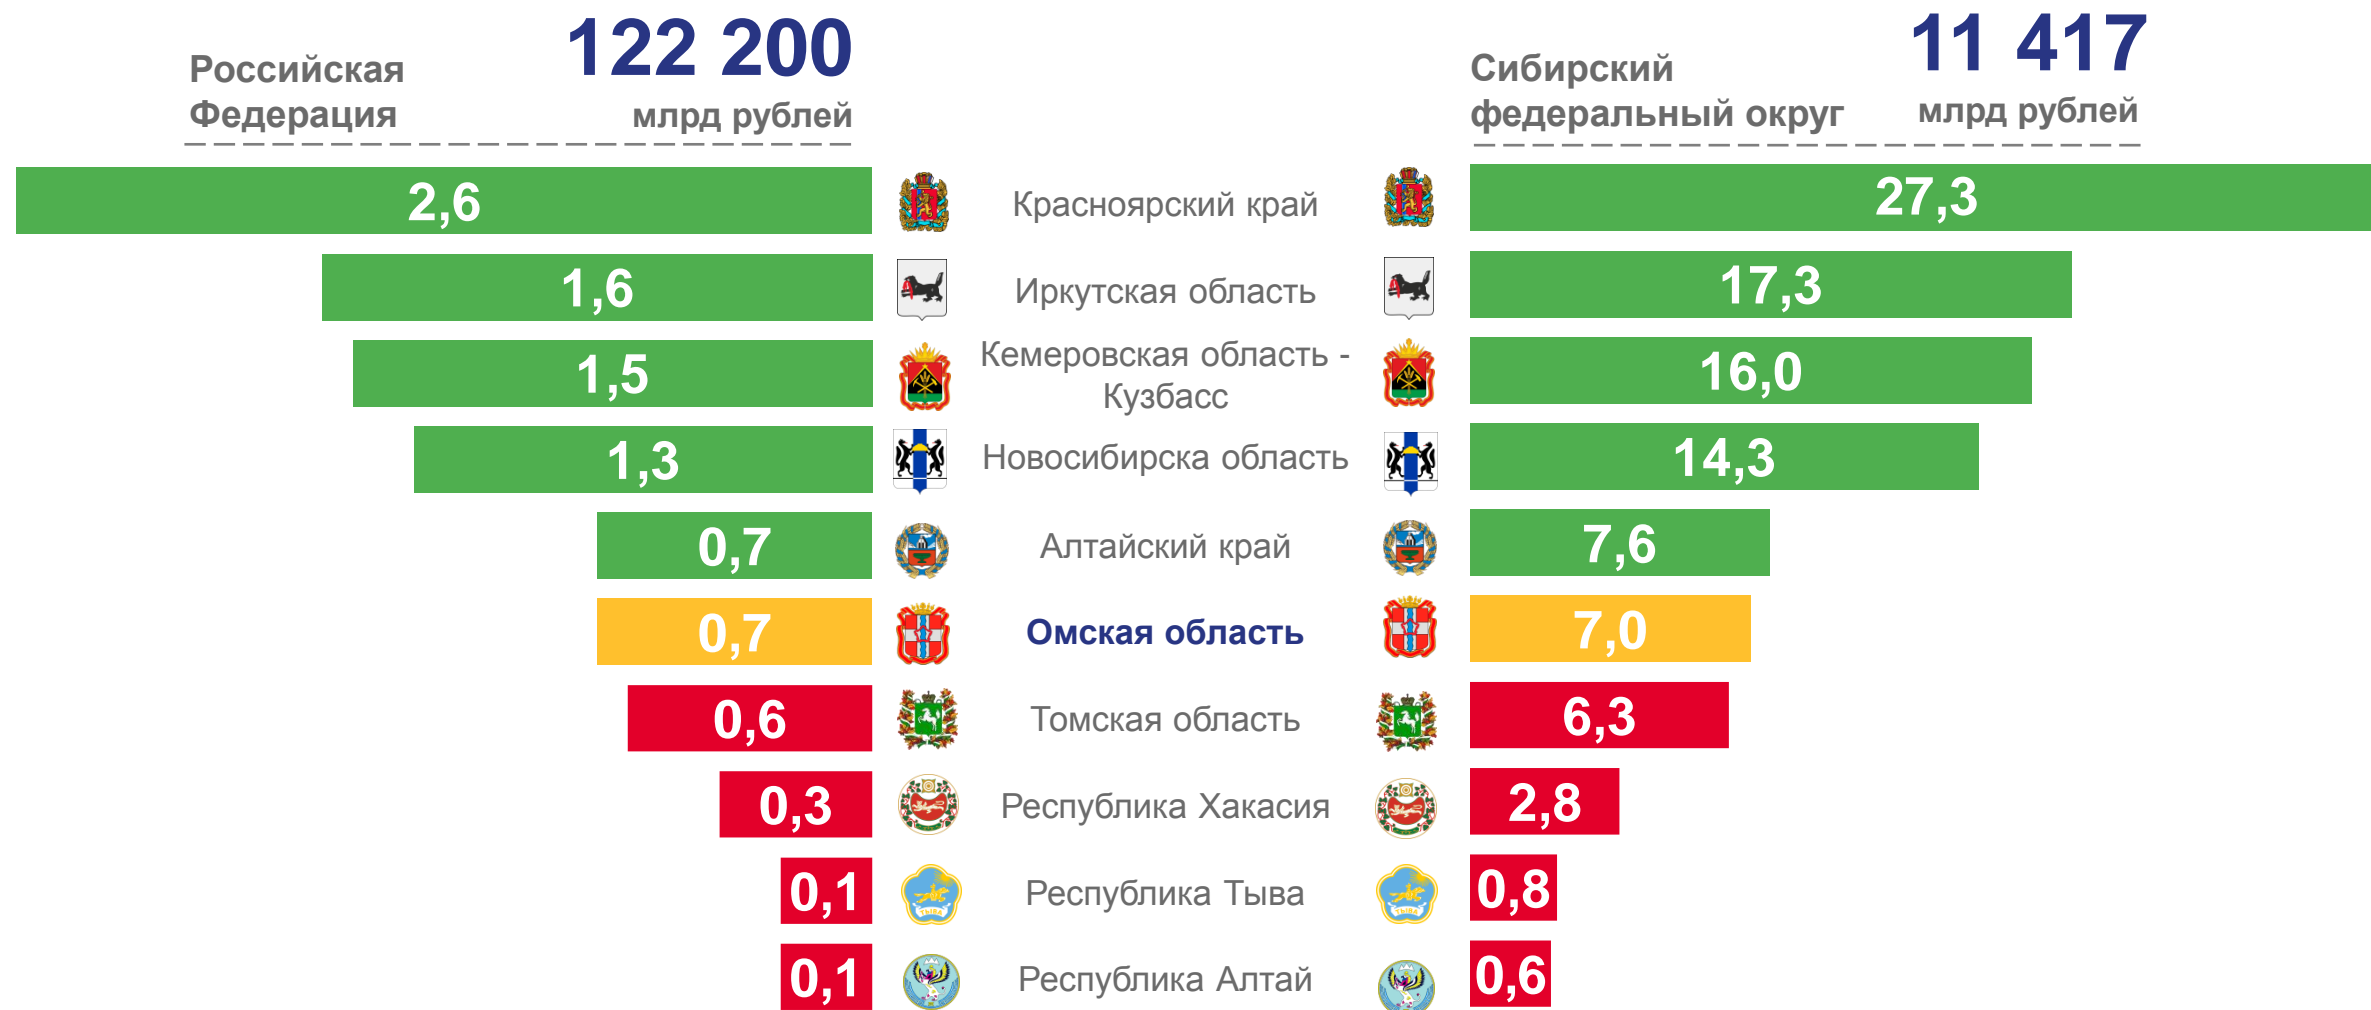 Российская
Федерация
122 200
млрд рублей
Сибирский
федеральный округ
11 417
млрд рублей
2,6
Красноярский край
27,3
1,6
Иркутская область
17,3
1,5
Кемеровская область -
Кузбасс
16,0
1,3
Новосибирска область
14,3
0,7
Алтайский край
7,6
0,7
Омская область
7,0
0,6
Томская область
6,3
0,3
Республика Хакасия
2,8
0,1
ТЫВА
Республика Тыва
ТЫВА
0,8
0,1
Республика Алтай
0,6